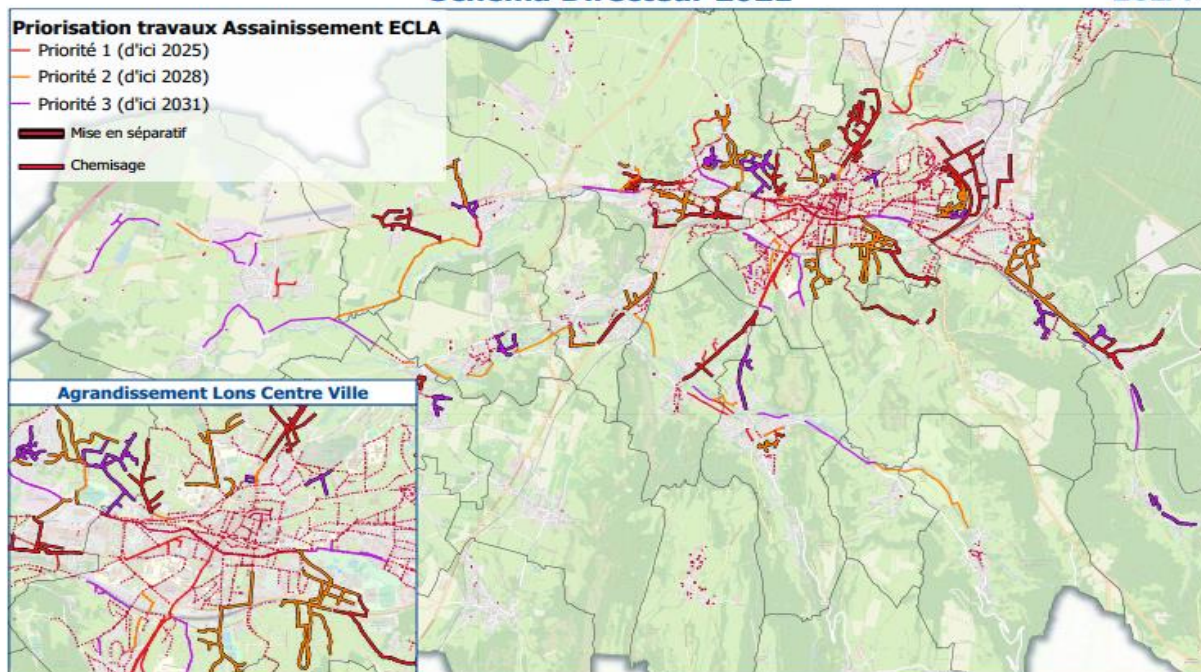 Schéma Directeur 2021
Priorisation travaux Assainissement ECLA
Priorité 1 (d'ici 2025)
Priorité 2 (d'ici 2028)
Priorité 3 (d'ici 2031)
Mise en séparatif
Chemisage
Agrandissement Lons Centre Ville